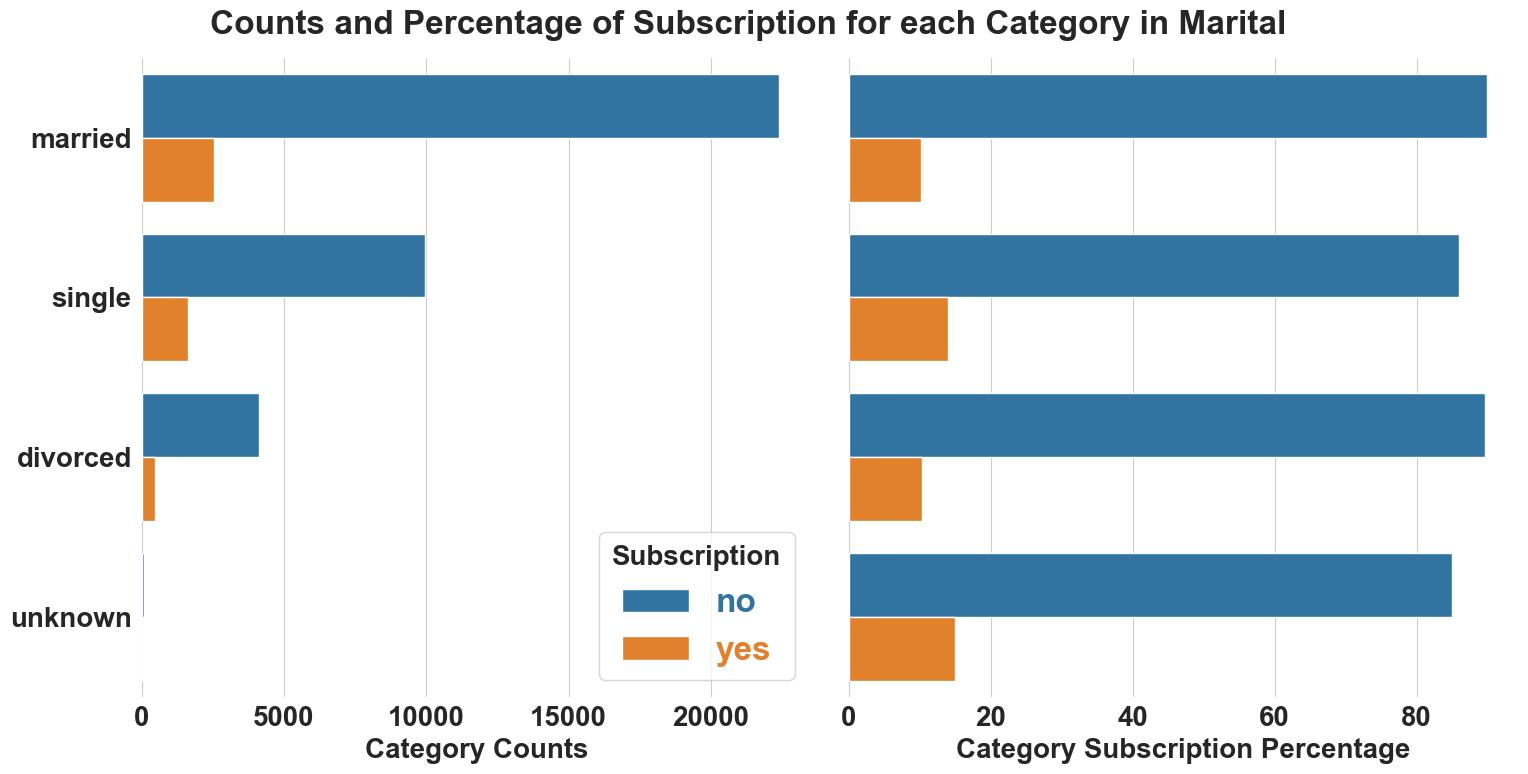 Counts and Percentage of Subscription for each Category in Marital
married
single
divorced
unknown
Subscription
no
yes
0 5000 10000 15000 20000
Category Counts
0 20 40 60 80
Category Subscription Percentage